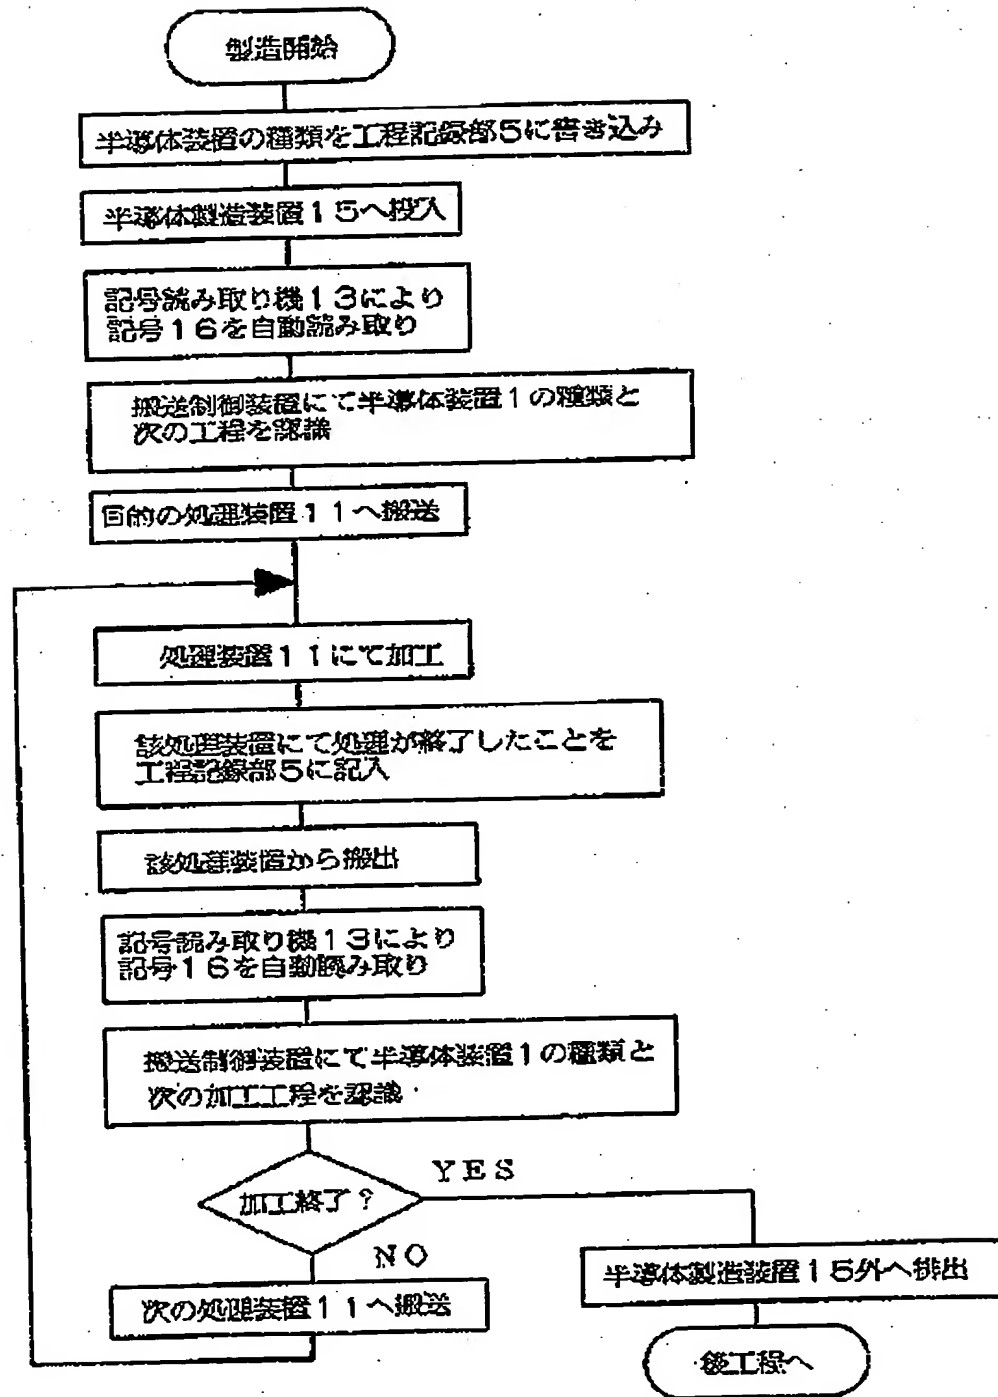 製造開始
半導体装置の種類を工程記録部5に書き込み
半導体製造装置15へ投入
記号読み取り機13により
記号16を自動読み取り
搬送制御装置にて半導体装置1の種類と
次の工程を認識
目的の処理装置11へ搬送
処理装置11にて加工
該処理装置にて処理が終了したことを
工程記録部5に記入
該処理装置から搬出
記号読み取り機13により
記号16を自動読み取り
搬送制御装置にて半導体装置1の種類と
次の加工工程を認識
YES
加工終了?
NO
半導体製造装置15外へ排出
次の処理装置11へ搬送
後工程へ